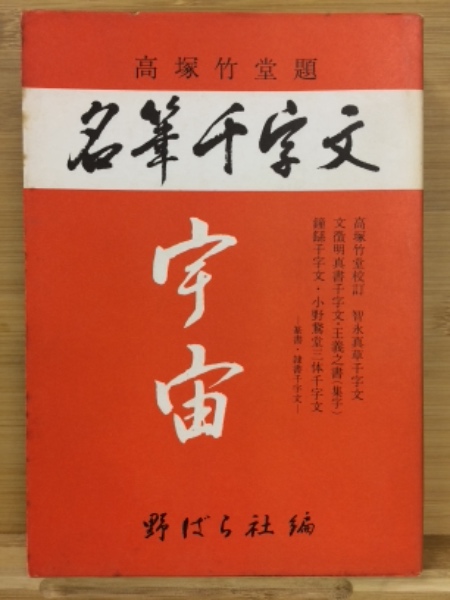 高塚竹堂題
名筆千字文
宇宙
高塚竹堂校訂 智永真草千字文
文徴明真書千字文・王羲之書(集字)
鐘繇千字文・小野鵞堂三体千字文
―篆書・隷書千字文―
野ばら社編